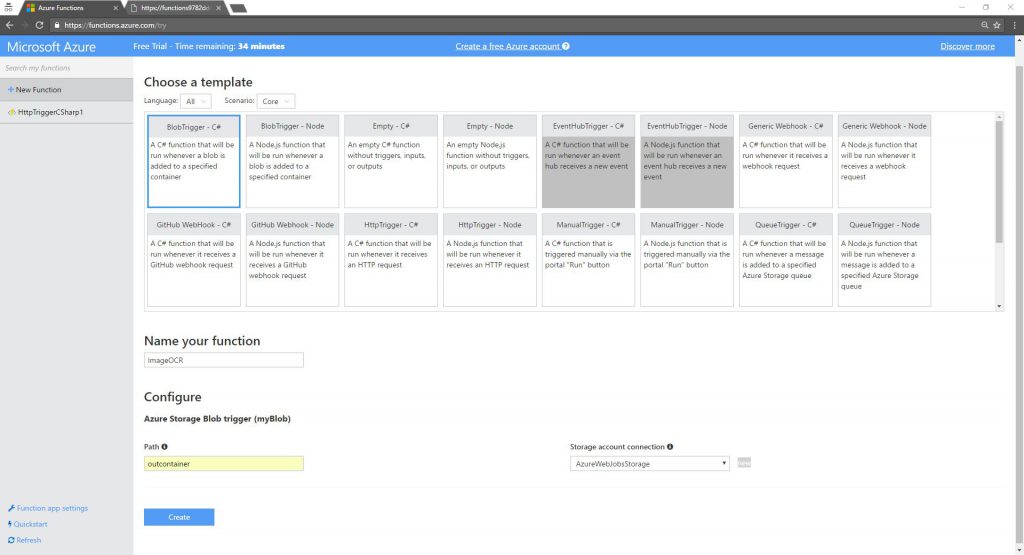 Azure Functions
https://functions9782dd
https://functions.azure.com/try
Microsoft Azure
Free Trial - Time remaining: 34 minutes
Create a free Azure account
Discover more
Search my functions
New Function
HttpTriggerCSharp1
Choose a template
Language: All
Scenario: Core
BlobTrigger - C#
A C# function that will be
run whenever a blob is
added to a specified
container
BlobTrigger - Node
A Node.js function that
will be run whenever a
blob is added to a
specified container
Empty - C#
An empty C# function
without triggers, inputs,
or outputs
Empty - Node
An empty Node.js
function without triggers,
inputs, or outputs
EventHubTrigger - C#
A C# function that will be
run whenever an event
hub receives a new event
EventHubTrigger - Node
A Node.js function that
will be run whenever an
event hub receives a new
event
Generic Webhook - C#
A C# function that will be
run whenever it receives a
webhook request
Generic Webhook - Node
A Node.js function that
will be run whenever it
receives a webhook
request
GitHub WebHook - C#
A C# function that will be
run whenever it receives a
GitHub webhook request
GitHub Webhook - Node
A Node.js function that
will be run whenever it
receives a GitHub
webhook request
HttpTrigger - C#
A C# function that will be
run whenever it receives an
HTTP request
HttpTrigger - Node
A Node.js function that
will be run whenever it
receives an HTTP request
ManualTrigger - C#
A C# function that is
triggered manually via the
portal "Run" button
ManualTrigger - Node
A Node.js function that is
triggered manually via the
portal "Run" button
QueueTrigger - C#
A C# function that will be
run whenever a message
is added to a specified
Azure Storage queue
QueueTrigger - Node
A Node.js function that
will be run whenever a
message is added to a
specified Azure Storage
queue
Name your function
ImageOCR
Configure
Azure Storage Blob trigger (myBlob)
Path
outcontainer
Storage account connection
AzureWebJobsStorage
Create
Function app settings
Quickstart
Refresh